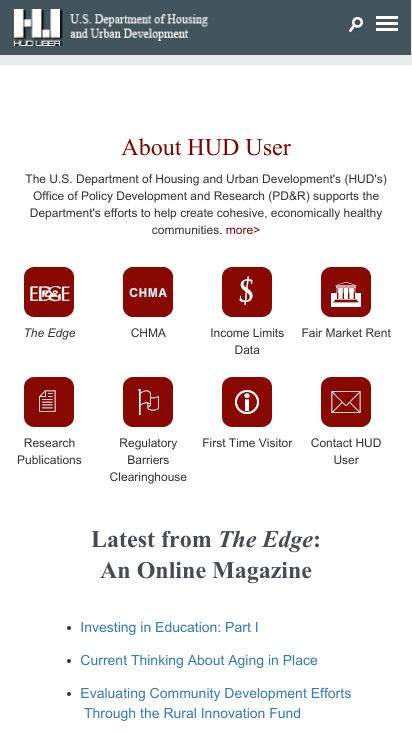 HUD USER
U.S. Department of Housing
and Urban Development
About HUD User
The U.S. Department of Housing and Urban Development's (HUD's)
Office of Policy Development and Research (PD&R) supports the
Department's efforts to help create cohesive, economically healthy
communities. more>
EDGE
CHMA
$
The Edge
CHMA
Income Limits
Data
Fair Market Rent
Research
Publications
Regulatory
Barriers
Clearinghouse
First Time Visitor
Contact HUD
User
Latest from The Edge:
An Online Magazine
• Investing in Education: Part I
• Current Thinking About Aging in Place
• Evaluating Community Development Efforts
Through the Rural Innovation Fund